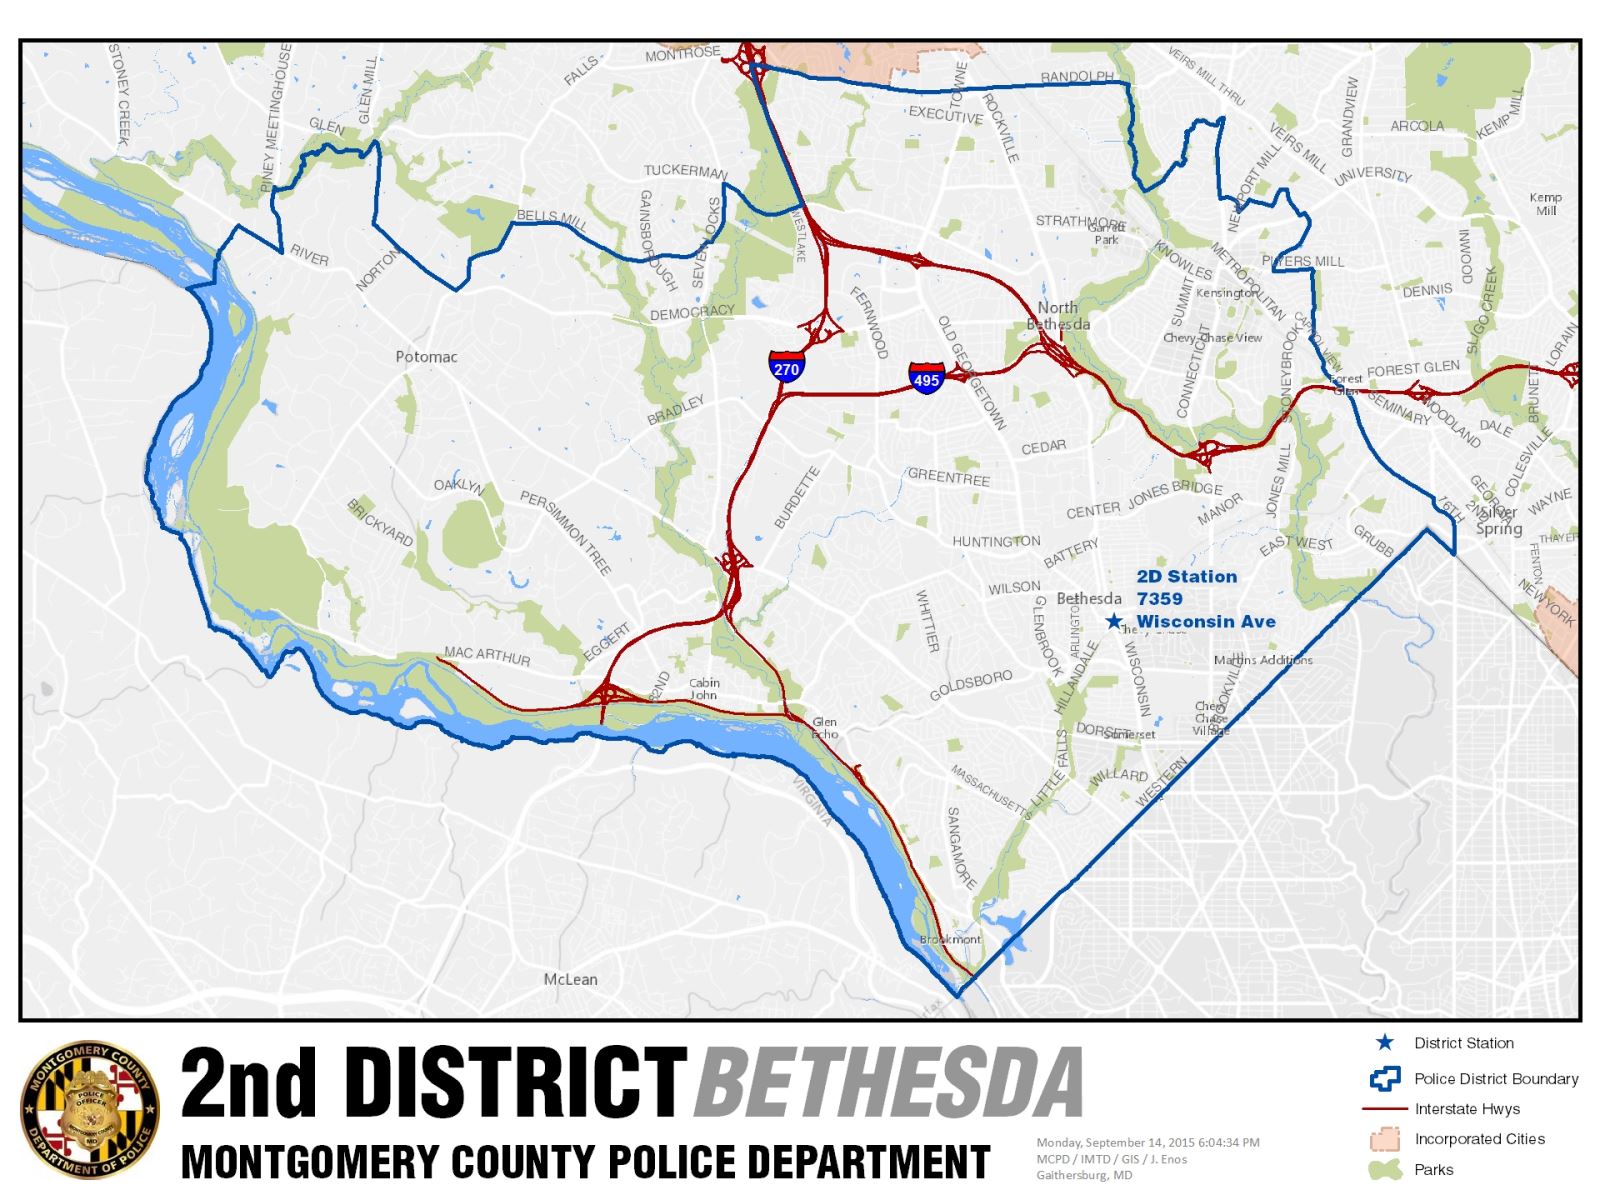 STONEY CREEK
PINEY MEETINGHOUSE
GLEN MILL
GLEN
FALLS
MONTROSE
RANDOLPH
VEIRS MILL THRU
TOWNE
EXECUTIVE
ROCKVILLE
GRANDVIEW
ARCOLA
KEMP MILL
VEIRS MILL
NEWPORT MILL
UNIVERSITY
TUCKERMAN
GAINSBOROUGH
SEVEN LOCKS
BELLS MILL
WESTLAKE
STRATHMORE
Garrett
Park
Kemp
Mill
RIVER
NORTON
KNOWLES
METROPOLITAN
PLYERS MILL
INWOOD
DENNIS
SLIGO CREEK
SUMMIT
Kensington
DEMOCRACY
FERNWOOD
OLD GEORGETOWN
North
Bethesda
CAPITOL VIEW
Chevy Chase View
CONNECTICUT
STONEYBROOK
LORAIN
Potomac
270
495
Forest
Glen
FOREST GLEN
BRUNETT
SEMINARY
WOODLAND
DALE
COLESVILLE
BRADLEY
CEDAR
GREENTREE
JONES BRIDGE
CENTER
MANOR
JONES MILL
BURDETTE
OAKLYN
BRICKYARD
PERSIMMON TREE
16TH
2ND
GEORGIA
Silver
Spring
WAYNE
THAYER
FENTON
NEW YORK
GRUBB
EAST WEST
HUNTINGTON
BATTERY
WILSON
2D Station
7359
Wisconsin Ave
Bethesda
Chevy Chase
WHITTIER
GLENBROOK
ARLINGTON
HILLANDALE
WISCONSIN
Martins Additions
BROOKVILLE
EGGERT
MAC ARTHUR
82ND
Cabin
John
GOLDSBORO
Chevy
Chase
Village
Glen
Echo
DORSET
Somerset
LITTLE FALLS
WILLARD
WESTERN
MASSACHUSETTS
VIRGINIA
SANGAMORE
Brookmont
McLean
2nd DISTRICT BETHESDA
MONTGOMERY COUNTY POLICE DEPARTMENT
MONTGOMERY COUNTY
DEPARTMENT OF POLICE
POLICE
OFFICER
MONTGOMERY COUNTY
MD
Monday, September 14, 2015 6:04:34 PM
MCPD / IMTD / GIS / J. Enos
Gaithersburg, MD
District Station
Police District Boundary
Interstate Hwys
Incorporated Cities
Parks